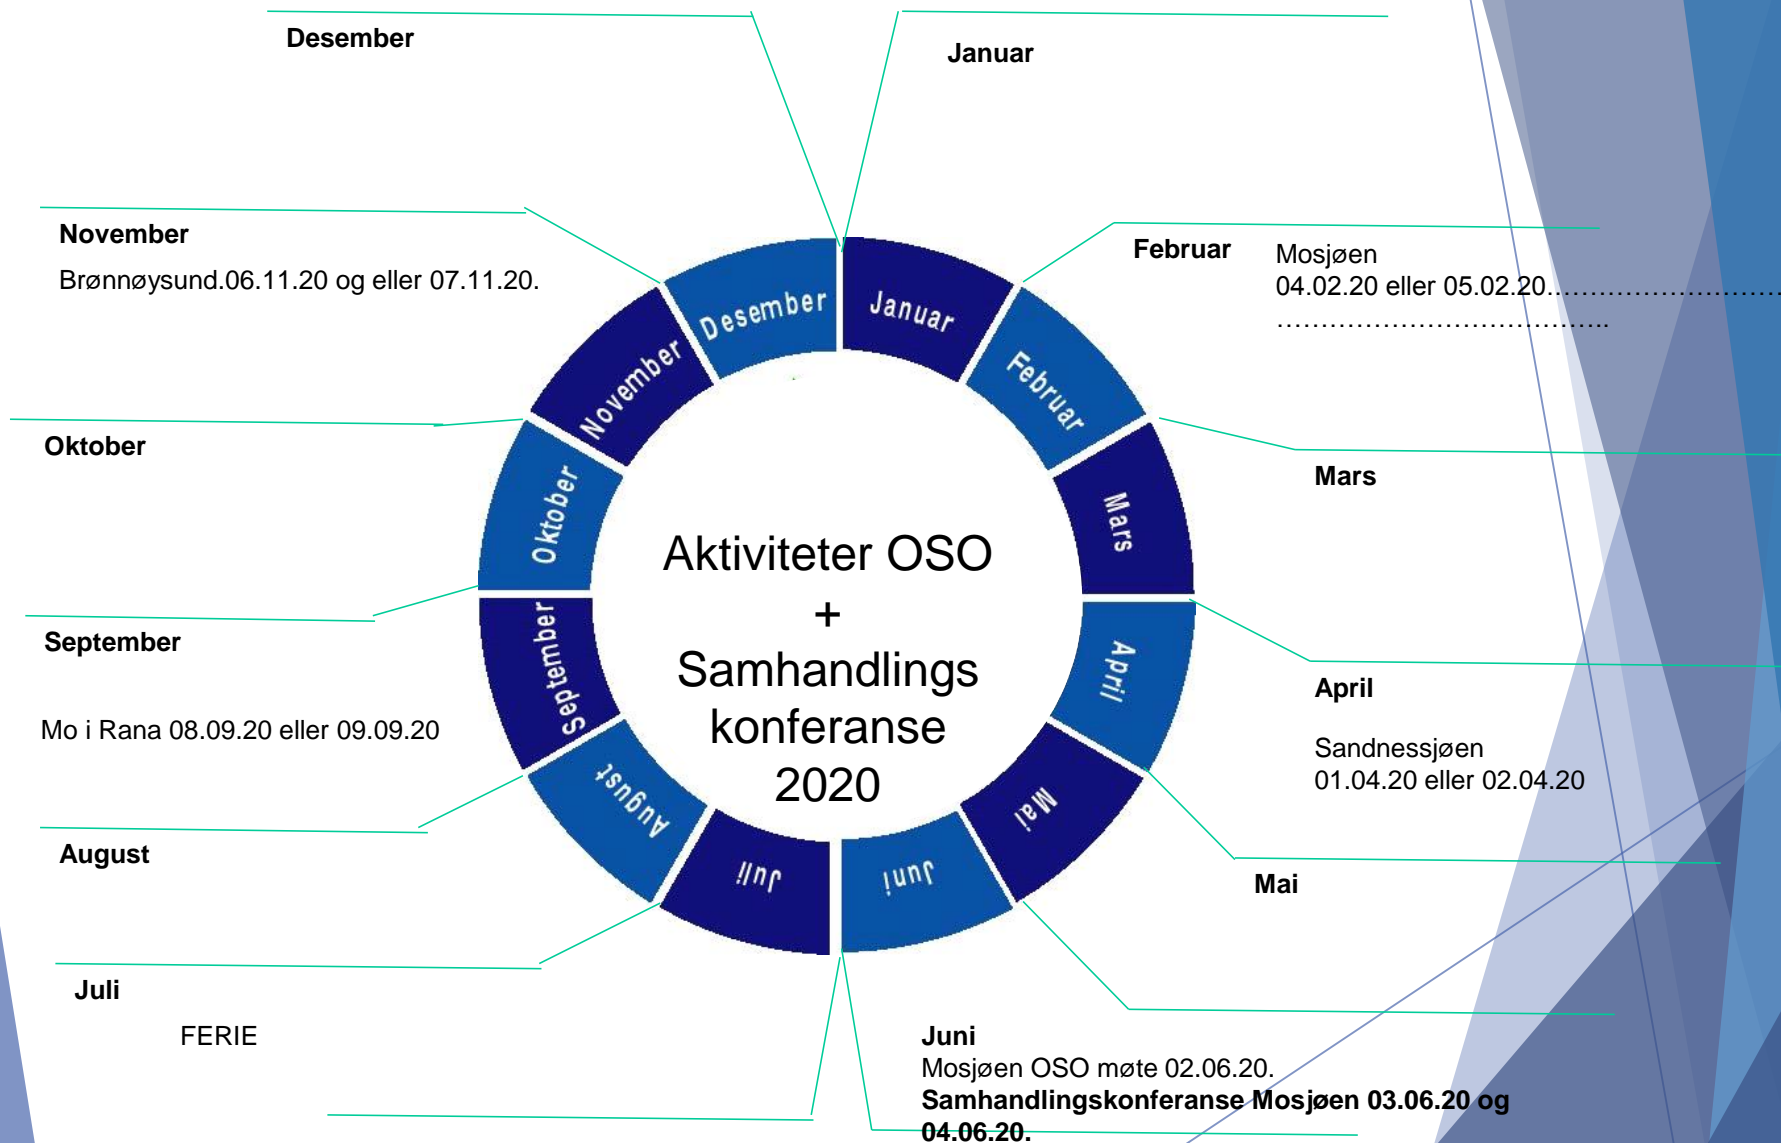 Desember
Januar
November
Brønnøysund.06.11.20 og eller 07.11.20.
Februar
Mosjøen
04.02.20 eller 05.02.20...............................
.........................................
Oktober
Mars
September
Mo i Rana 08.09.20 eller 09.09.20
April
Sandnessjøen
01.04.20 eller 02.04.20
August
Mai
Juli
FERIE
Juni
Mosjøen OSO møte 02.06.20.
Samhandlingskonferanse Mosjøen 03.06.20 og
04.06.20.
Januar
Februar
Mars
April
Mai
Juni
Juli
August
September
Oktober
November
Desember
Aktiviteter OSO
+
Samhandlings
konferanse
2020